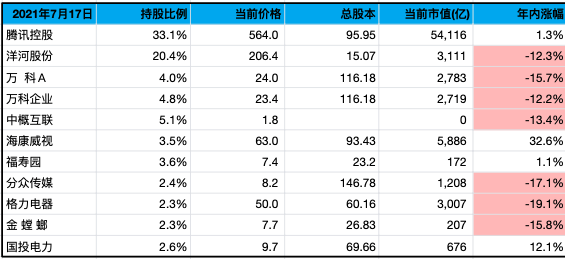 2021年7月17日 持股比例 当前价格 总股本 当前市值(亿) 年内涨幅
腾讯控股 33.1% 564.0 95.95 54,116 1.3%
洋河股份 20.4% 206.4 15.07 3,111 -12.3%
万 科A 4.0% 24.0 116.18 2,783 -15.7%
万科企业 4.8% 23.4 116.18 2,719 -12.2%
中概互联 5.1% 1.8 0 -13.4%
海康威视 3.5% 63.0 93.43 5,886 32.6%
福寿园 3.6% 7.4 23.2 172 1.1%
分众传媒 2.4% 8.2 146.78 1,208 -17.1%
格力电器 2.3% 50.0 60.16 3,007 -19.1%
金 螳 螂 2.3% 7.7 26.83 207 -15.8%
国投电力 2.6% 9.7 69.66 676 12.1%